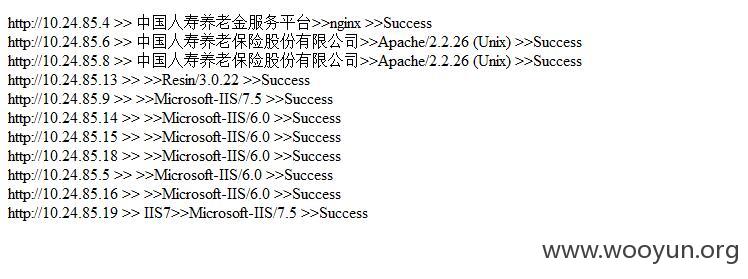 http://10.24.85.4 >> 中国人寿养老金服务平台>>nginx >>Success
http://10.24.85.6 >> 中国人寿养老保险股份有限公司>>Apache/2.2.26 (Unix) >>Success
http://10.24.85.8 >> 中国人寿养老保险股份有限公司>>Apache/2.2.26 (Unix) >>Success
http://10.24.85.13 >> >>Resin/3.0.22 >>Success
http://10.24.85.9 >> >>Microsoft-IIS/7.5 >>Success
http://10.24.85.14 >> >>Microsoft-IIS/6.0 >>Success
http://10.24.85.15 >> >>Microsoft-IIS/6.0 >>Success
http://10.24.85.18 >> >>Microsoft-IIS/6.0 >>Success
http://10.24.85.5 >> >>Microsoft-IIS/6.0 >>Success
http://10.24.85.16 >> >>Microsoft-IIS/6.0 >>Success
http://10.24.85.19 >> IIS7>>Microsoft-IIS/7.5 >>Success
www.wooyun.org